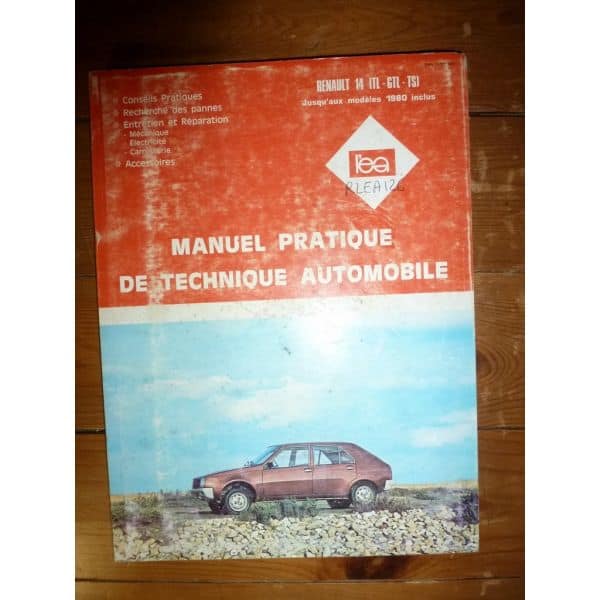 RENAULT 14 (TL - GTL - TS)
Jusqu'aux modèles 1980 inclus
Conseils Pratiques
Recherche des pannes
Entretien et Réparation
- Mécanique
- Électricité
- Carrosserie
Accessoires
l'ea
RLEA126
MANUEL PRATIQUE
DE TECHNIQUE AUTOMOBILE